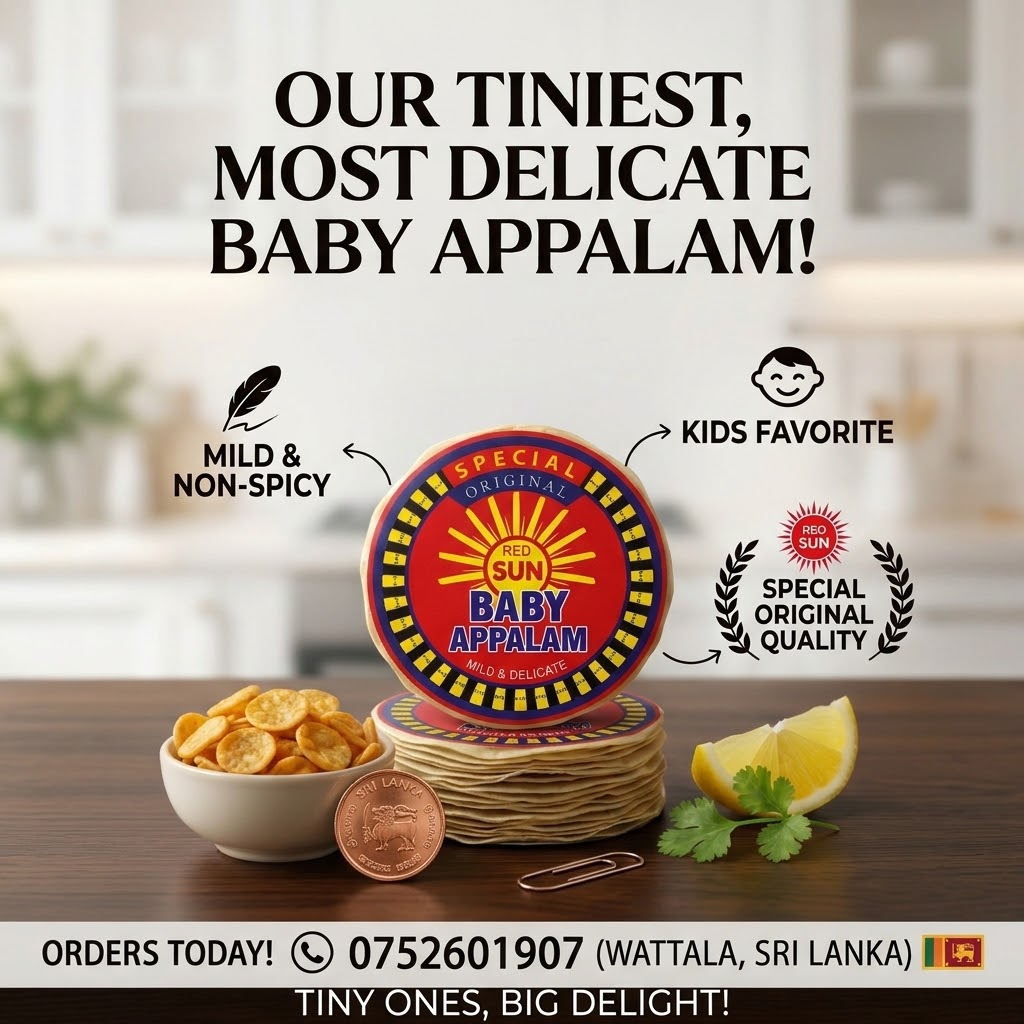 OUR TINIEST,
MOST DELICATE
BABY APPALAM!
MILD &
NON-SPICY
KIDS FAVORITE
SPECIAL
ORIGINAL
RED
SUN
BABY
APPALAM
MILD & DELICATE
REO
SUN
SPECIAL
ORIGINAL
QUALITY
SRI LANKA
ORDERS TODAY! 0752601907 (WATTALA, SRI LANKA)
TINY ONES, BIG DELIGHT!